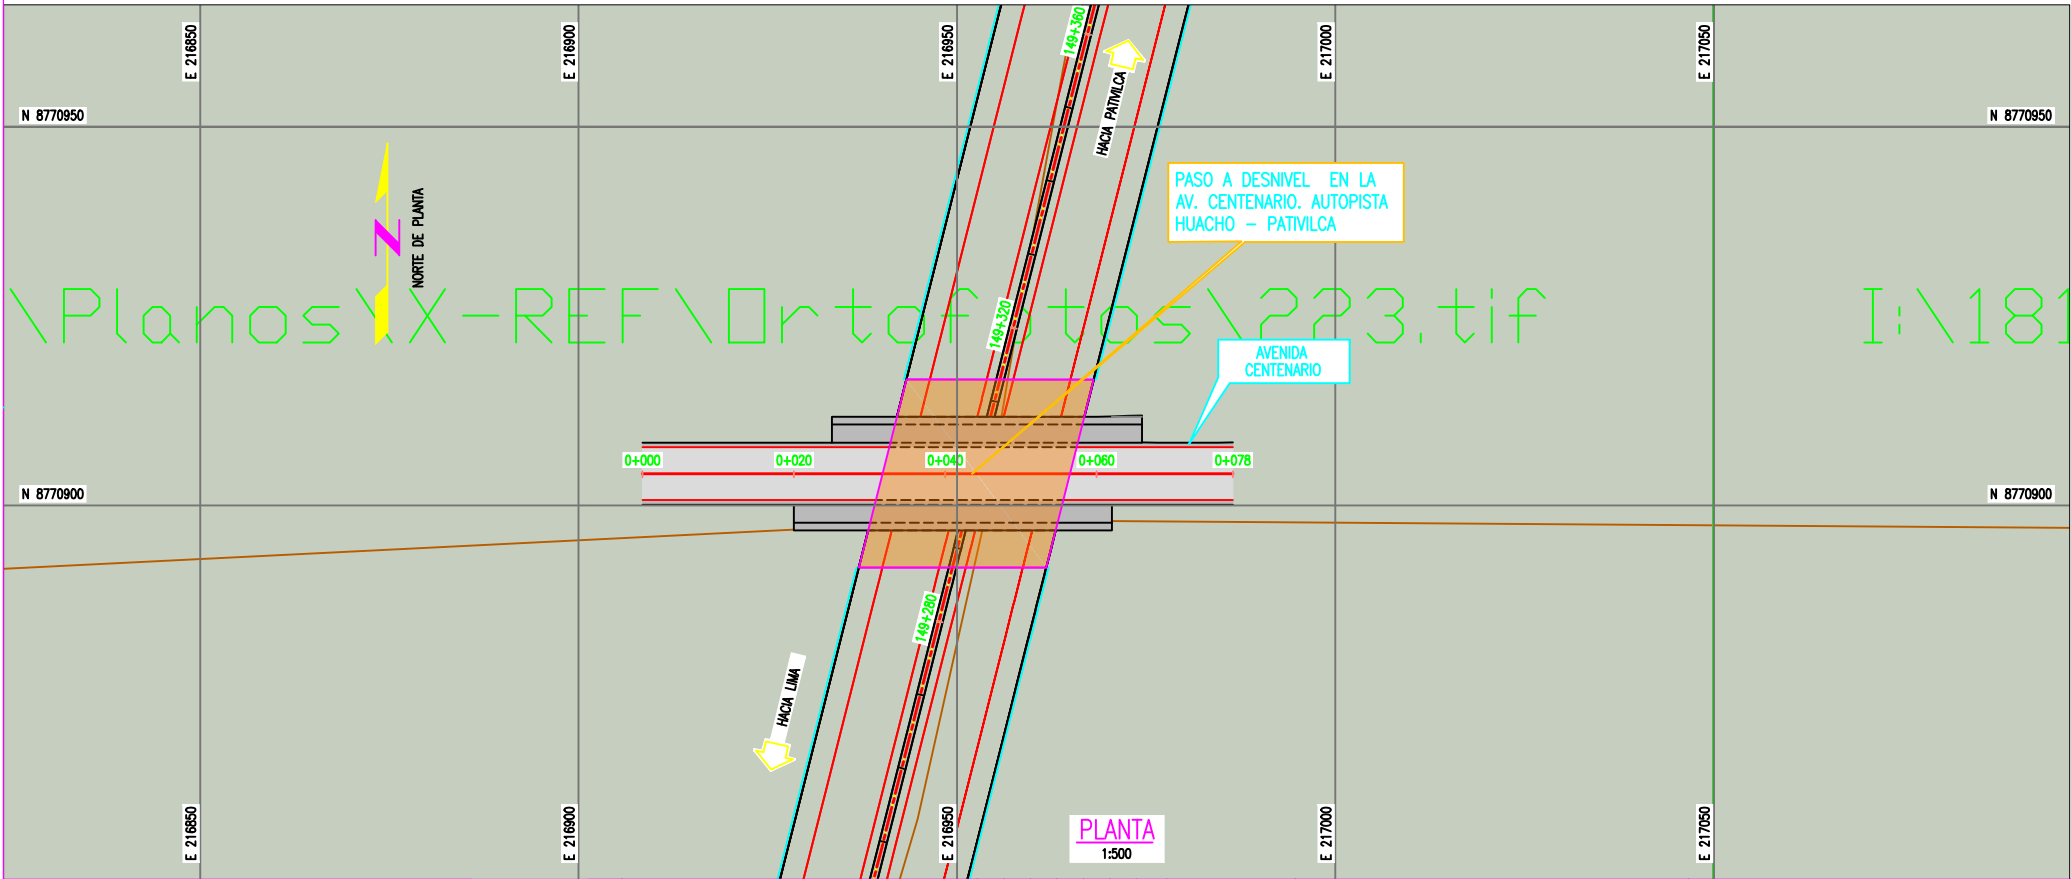 E 216850
E 216900
E 216950
E 217000
E 217050
149+360
HACIA PATIVILCA
N 8770950
N 8770950
PASO A DESNIVEL EN LA
AV. CENTENARIO. AUTOPISTA
HUACHO - PATIVILCA
N
NORTE DE PLANTA
\Planos\X-REF\Ortofotos\223.tif
I:\181
149+320
AVENIDA
CENTENARIO
0+000
0+020
0+040
0+060
0+078
N 8770900
N 8770900
149+280
HACIA LIMA
E 216850
E 216900
E 216950
E 217000
E 217050
PLANTA
1:500